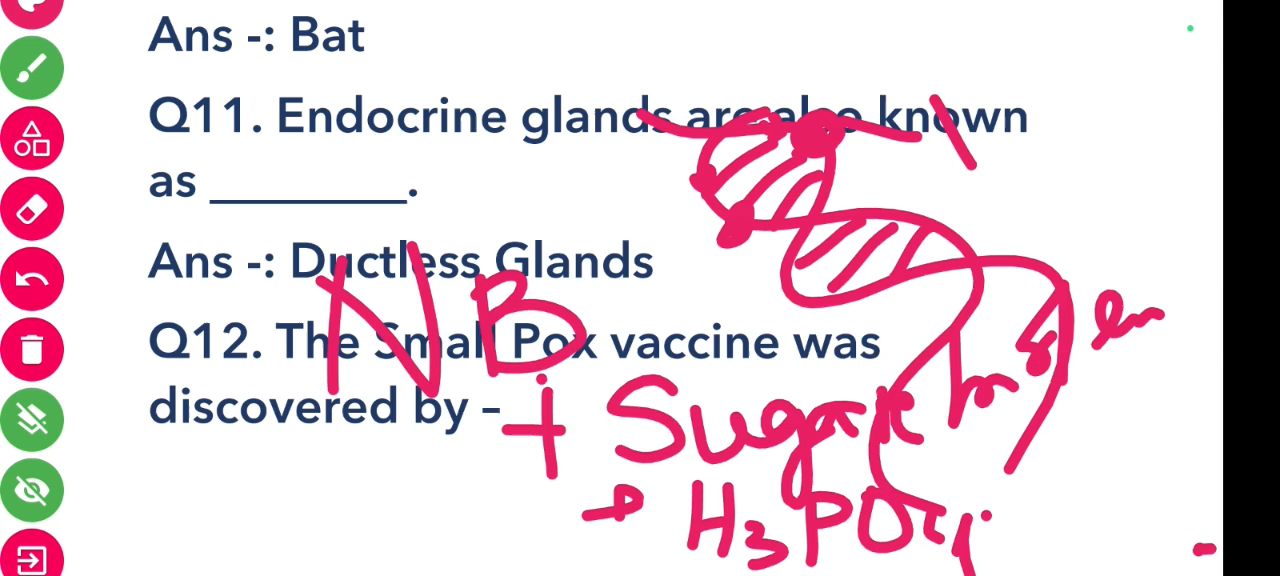 Ans -: Bat
Q11. Endocrine glands are also known
as ________.
Ans -: Ductless Glands
Q12. The Small Pox vaccine was
discovered by -
NB
+ Sugar
H3PO4